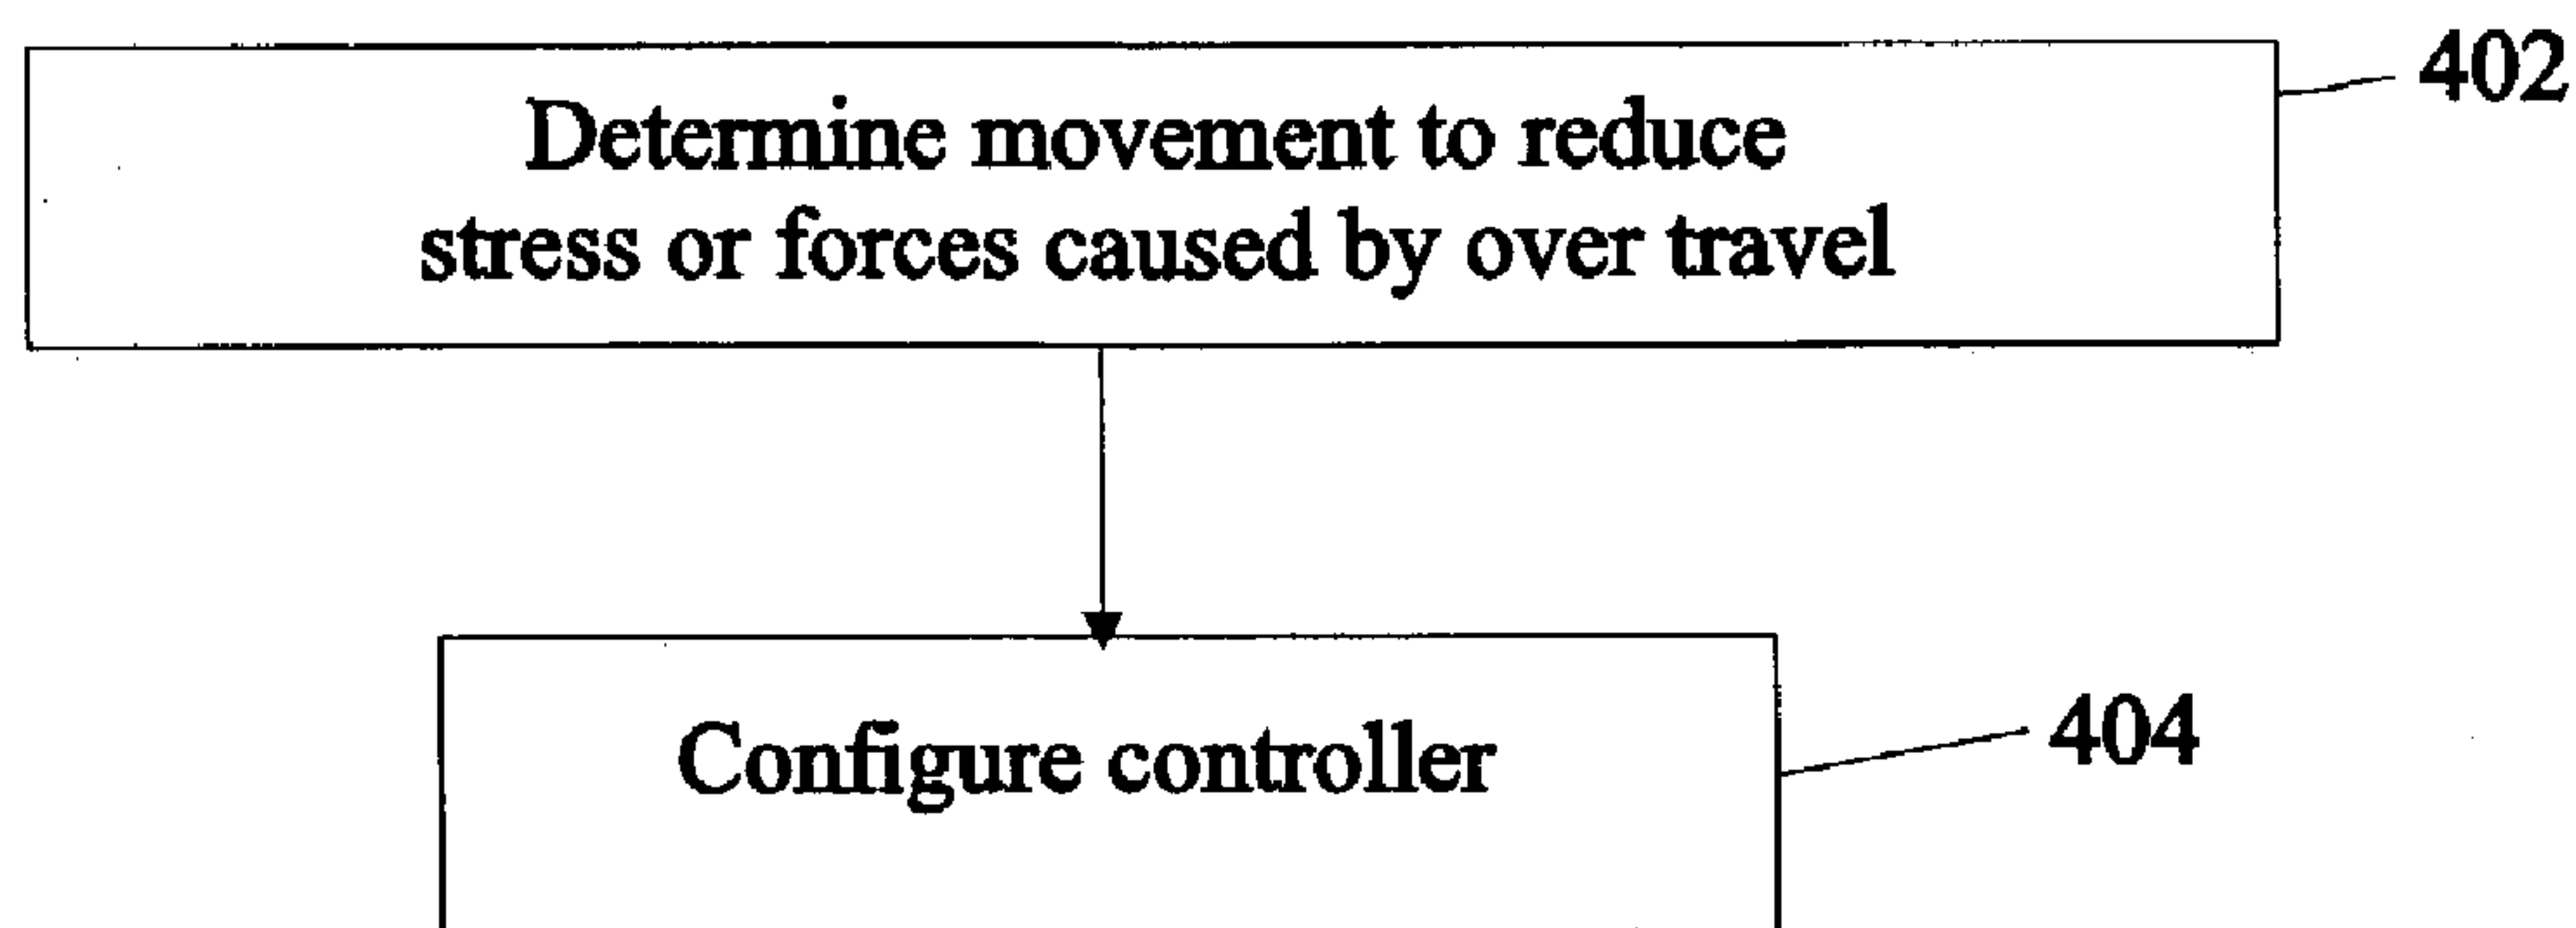 402
Determine movement to reduce
stress or forces caused by over travel
Configure controller
404